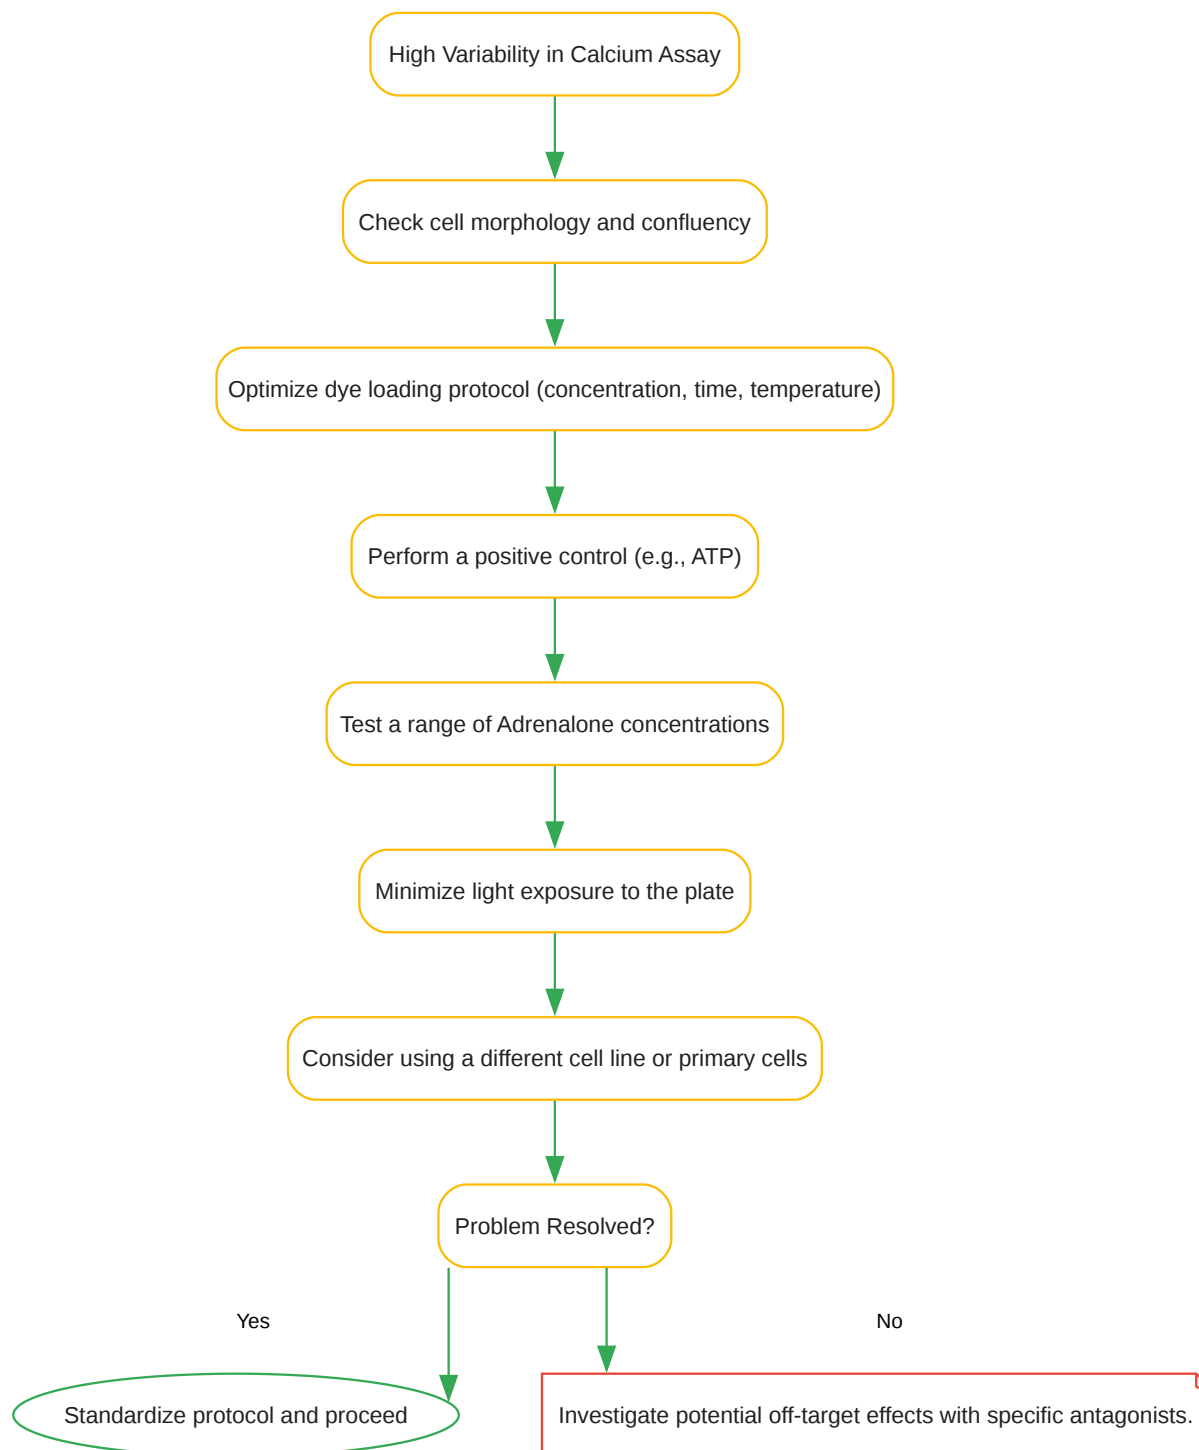 High Variability in Calcium Assay
Check cell morphology and confluency
Optimize dye loading protocol (concentration, time, temperature)
Perform a positive control (e.g., ATP)
Test a range of Adrenalone concentrations
Minimize light exposure to the plate
Consider using a different cell line or primary cells
Problem Resolved?
Yes
No
Standardize protocol and proceed
Investigate potential off-target effects with specific antagonists.